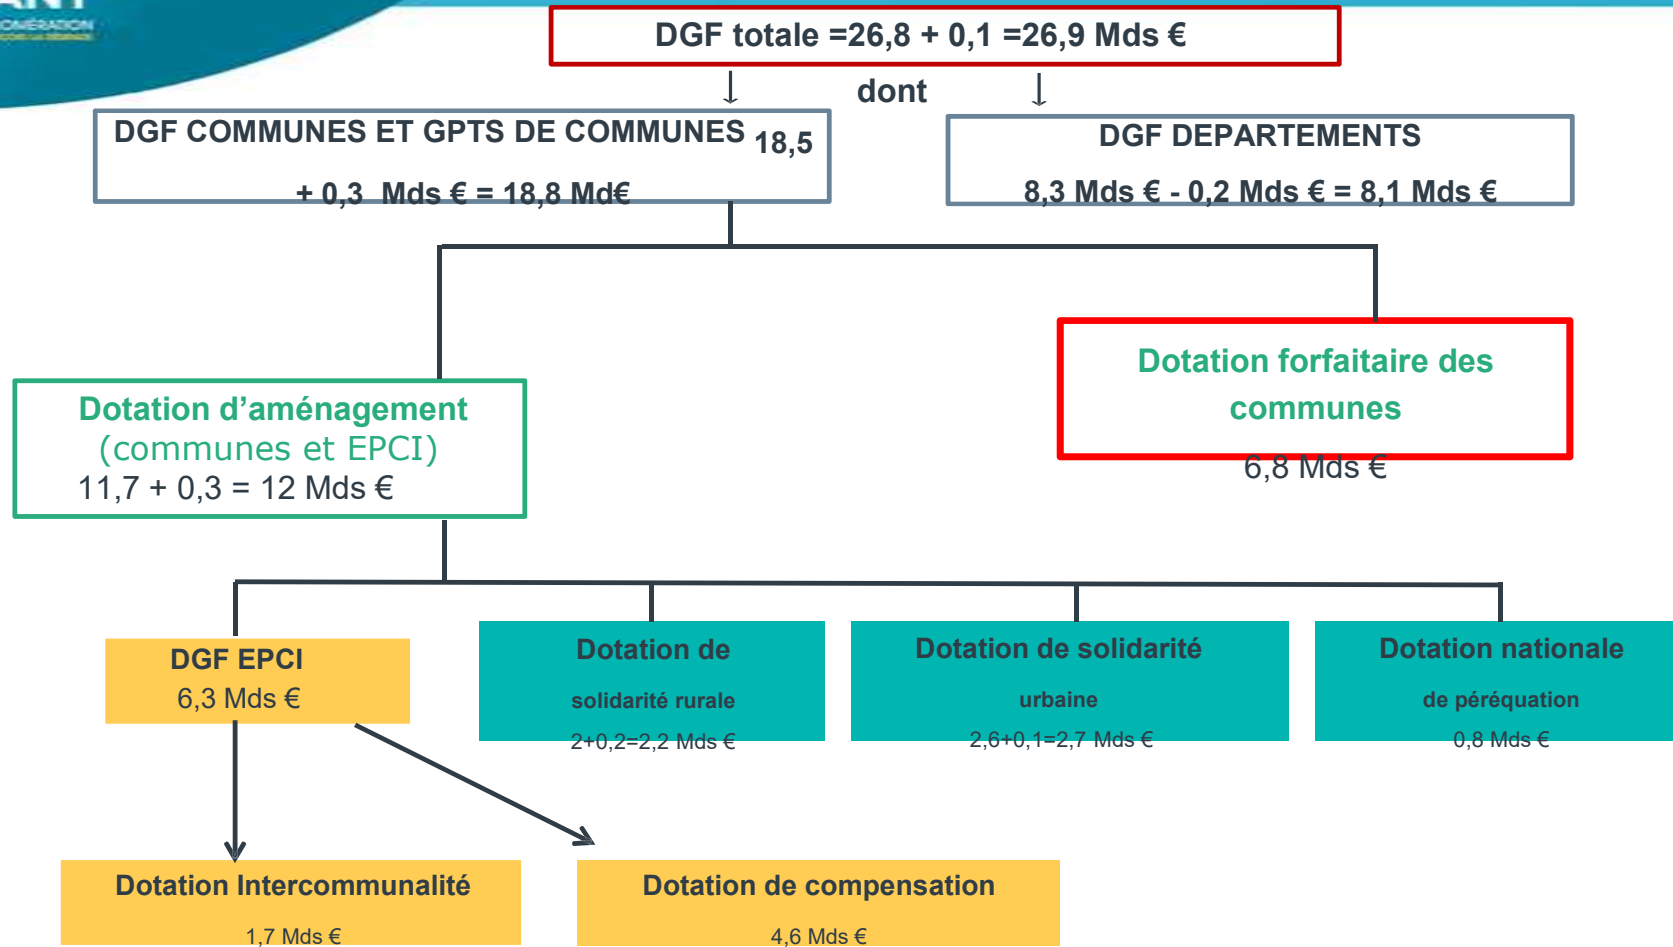 DGF totale =26,8 + 0,1 =26,9 Mds €
↓ dont ↓
DGF COMMUNES ET GPTS DE COMMUNES 18,5
+ 0,3 Mds € = 18,8 Md€
DGF DEPARTEMENTS
8,3 Mds € - 0,2 Mds € = 8,1 Mds €
Dotation forfaitaire des
communes
6,8 Mds €
Dotation d’aménagement
(communes et EPCI)
11,7 + 0,3 = 12 Mds €
DGF EPCI
6,3 Mds €
Dotation de
solidarité rurale
2+0,2=2,2 Mds €
Dotation de solidarité
urbaine
2,6+0,1=2,7 Mds €
Dotation nationale
de péréquation
0,8 Mds €
Dotation Intercommunalité
1,7 Mds €
Dotation de compensation
4,6 Mds €